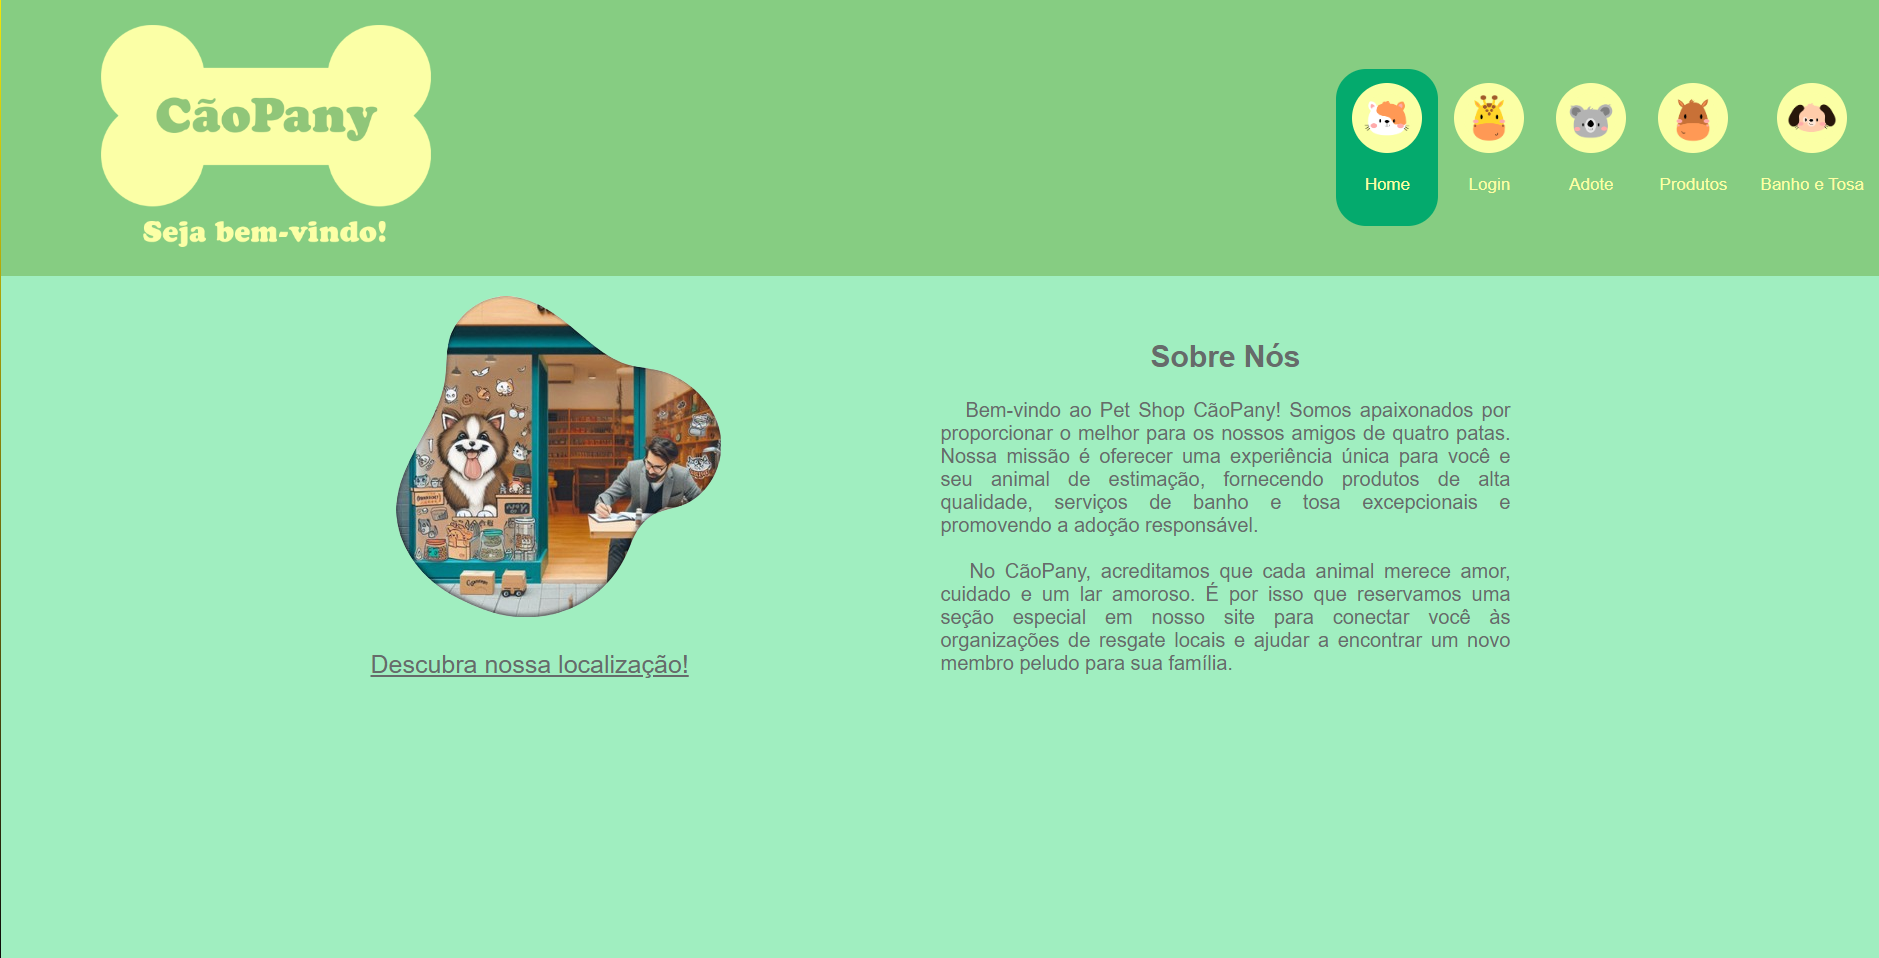 CãoPany
Seja bem-vindo!
Home
Login
Adote
Produtos
Banho e Tosa
Sobre Nós
Bem-vindo ao Pet Shop CãoPany! Somos apaixonados por
proporcionar o melhor para os nossos amigos de quatro patas.
Nossa missão é oferecer uma experiência única para você e
seu animal de estimação, fornecendo produtos de alta
qualidade, serviços de banho e tosa excepcionais e
promovendo a adoção responsável.
No CãoPany, acreditamos que cada animal merece amor,
cuidado e um lar amoroso. É por isso que reservamos uma
seção especial em nosso site para conectar você às
organizações de resgate locais e ajudar a encontrar um novo
membro peludo para sua família.
Descubra nossa localização!